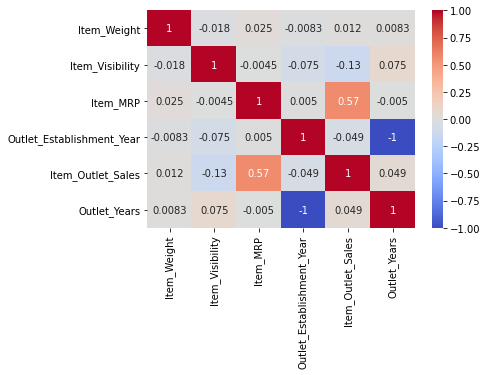 Item_Weight 1 -0.018 0.025 -0.0083 0.012 0.0083
Item_Visibility -0.018 1 -0.0045 -0.075 -0.13 0.075
Item_MRP 0.025 -0.0045 1 0.005 0.57 -0.005
Outlet_Establishment_Year -0.0083 -0.075 0.005 1 -0.049 -1
Item_Outlet_Sales 0.012 -0.13 0.57 -0.049 1 0.049
Outlet_Years 0.0083 0.075 -0.005 -1 0.049 1
Item_Weight
Item_Visibility
Item_MRP
Outlet_Establishment_Year
Item_Outlet_Sales
Outlet_Years
1.00
0.75
0.50
0.25
0.00
−0.25
−0.50
−0.75
−1.00